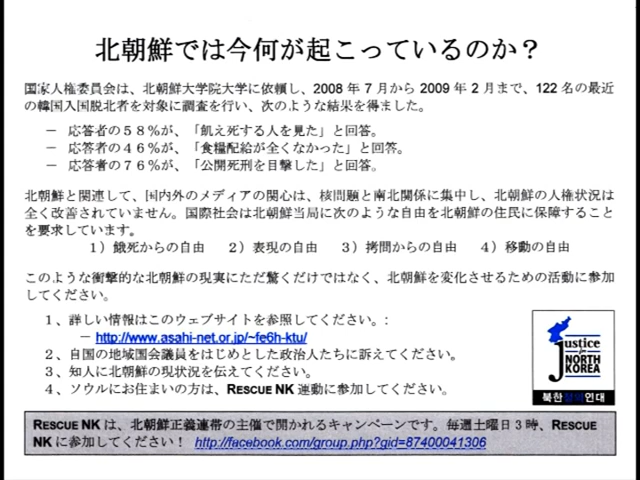 北朝鮮では今何が起こっているのか？
国家人権委員会は、北朝鮮大学院大学に依頼し、2008 年 7 月から 2009 年 2 月まで、122 名の最近
の韓国入国脱北者を対象に調査を行い、次のような結果を得ました。
－ 応答者の５８％が、「飢え死する人を見た」と回答。
－ 応答者の４６％が、「食糧配給が全くなかった」と回答。
－ 応答者の７６％が、「公開死刑を目撃した」と回答。
北朝鮮と関連して、国内外のメディアの関心は、核問題と南北関係に集中し、北朝鮮の人権状況は
全く改善されていません。国際社会は北朝鮮当局に次のような自由を北朝鮮の住民に保障すること
を要求しています。
１）餓死からの自由　２）表現の自由　３）拷問からの自由　４）移動の自由
このような衝撃的な北朝鮮の現実にただ驚くだけではなく、北朝鮮を変化させるための活動に参加
してください。
１、詳しい情報はこのウェブサイトを参照してください。:
－ http://www.asahi-net.or.jp/~fe6h-ktu/
２、自国の地域国会議員をはじめとした政治人たちに訴えてください。
３、知人に北朝鮮の現状況を伝えてください。
４、ソウルにお住まいの方は、RESCUE NK 運動に参加してください。
Justice
for
NORTH
KOREA
북한정의연대
RESCUE NK は、北朝鮮正義連帯の主催で開かれるキャンペーンです。毎週土曜日３時、RESCUE
NK に参加してください！ http://facebook.com/group.php?gid=87400041306